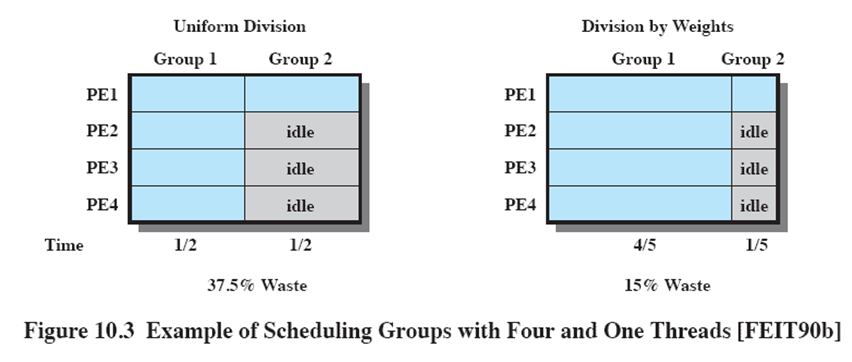 Uniform Division
Group 1 Group 2
PE1
PE2 idle
PE3 idle
PE4 idle
Time 1/2 1/2
37.5% Waste
Division by Weights
Group 1 Group 2
PE1
PE2 idle
PE3 idle
PE4 idle
4/5 1/5
15% Waste
Figure 10.3 Example of Scheduling Groups with Four and One Threads [FEIT90b]